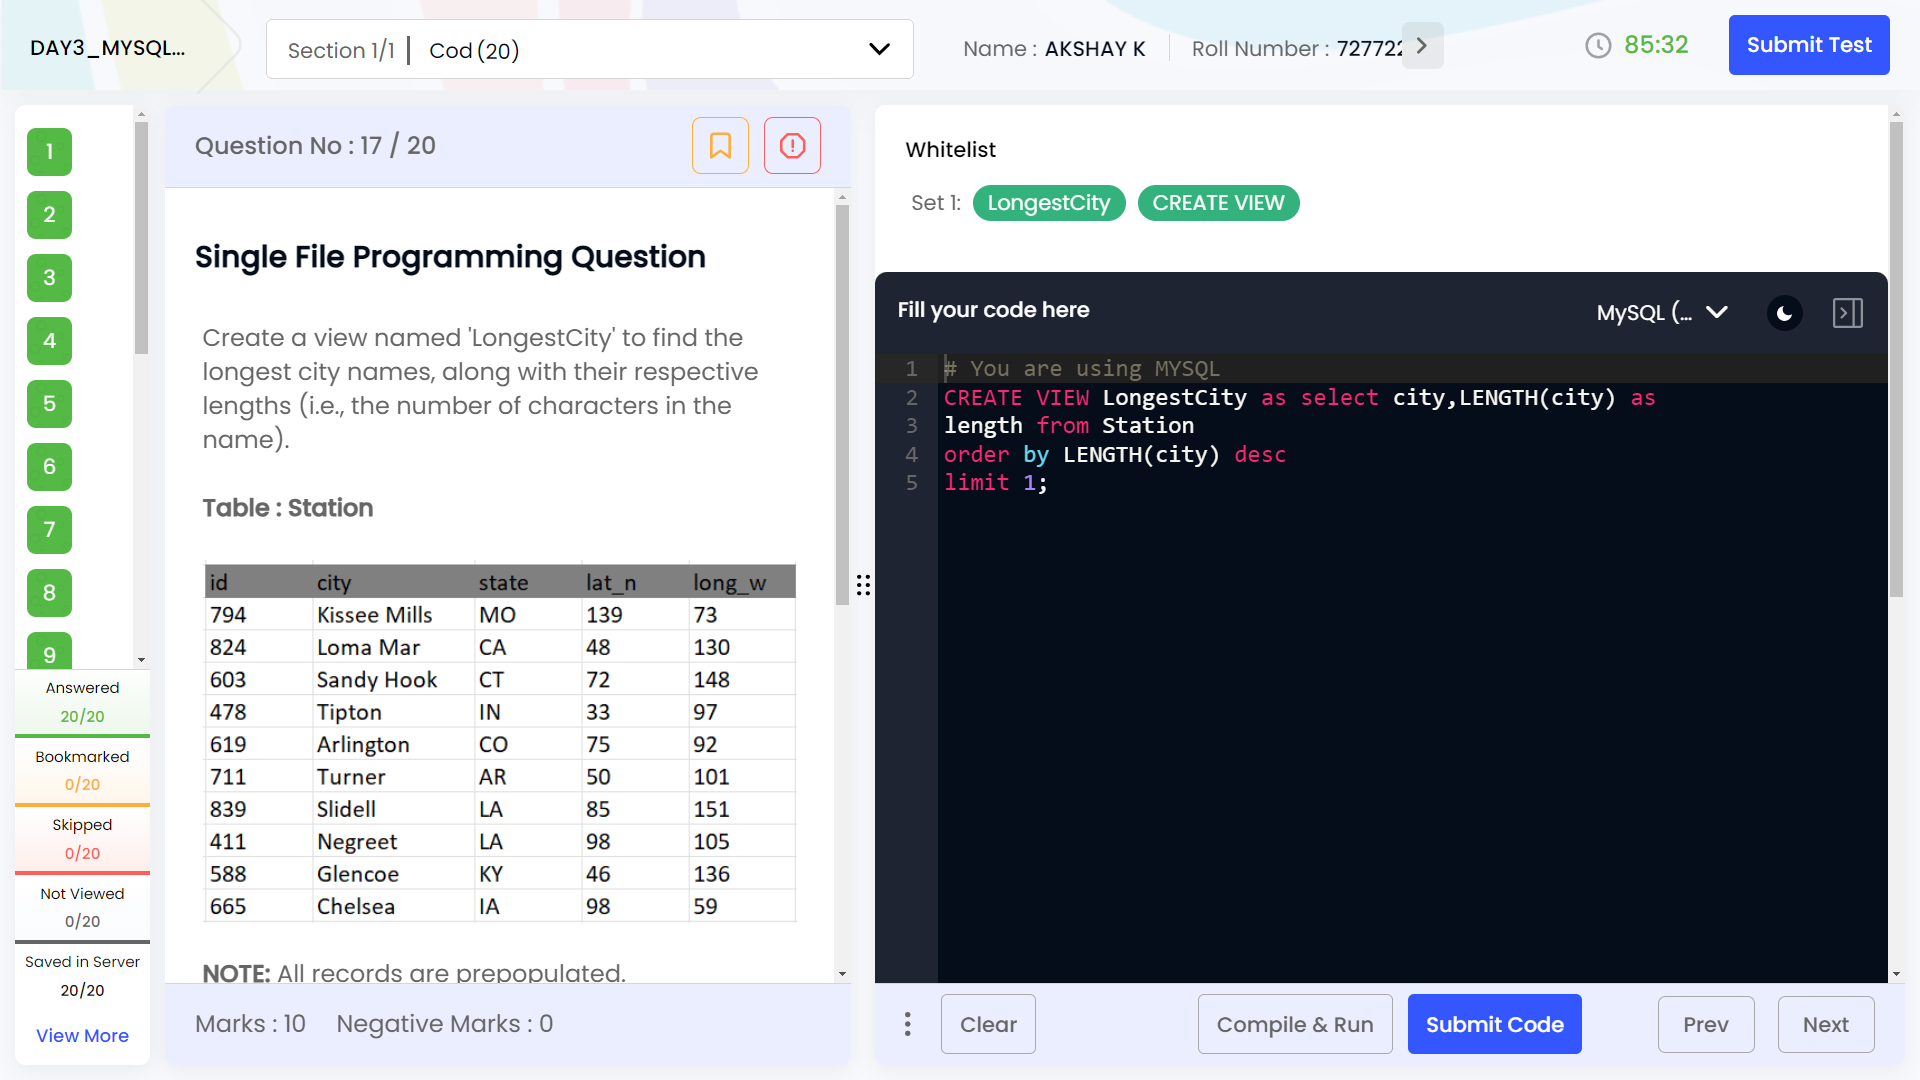 DAY3_MYSQL...
Section 1/1 | Cod (20)
Name : AKSHAY K
Roll Number :
85:32
Submit Test
1
2
3
4
5
6
7
8
9
Answered
20/20
Bookmarked
0/20
Skipped
0/20
Not Viewed
0/20
Saved in Server
20/20
View More
Question No : 17 / 20
Single File Programming Question
Create a view named 'LongestCity' to find the
longest city names, along with their respective
lengths (i.e., the number of characters in the
name).
Table : Station
id city state lat_n long_w
794 Kissee Mills MO 139 73
824 Loma Mar CA 48 130
603 Sandy Hook CT 72 148
478 Tipton IN 33 97
619 Arlington CO 75 92
711 Turner AR 50 101
839 Slidell LA 85 151
411 Negreet LA 98 105
588 Glencoe KY 46 136
665 Chelsea IA 98 59
NOTE: All records are prepopulated.
Marks : 10 Negative Marks : 0
Whitelist
Set 1: LongestCity CREATE VIEW
Fill your code here
MySQL (...
1 # You are using MYSQL
2 CREATE VIEW LongestCity as select city,LENGTH(city) as
3 length from Station
4 order by LENGTH(city) desc
5 limit 1;
Clear
Compile & Run
Submit Code
Prev
Next